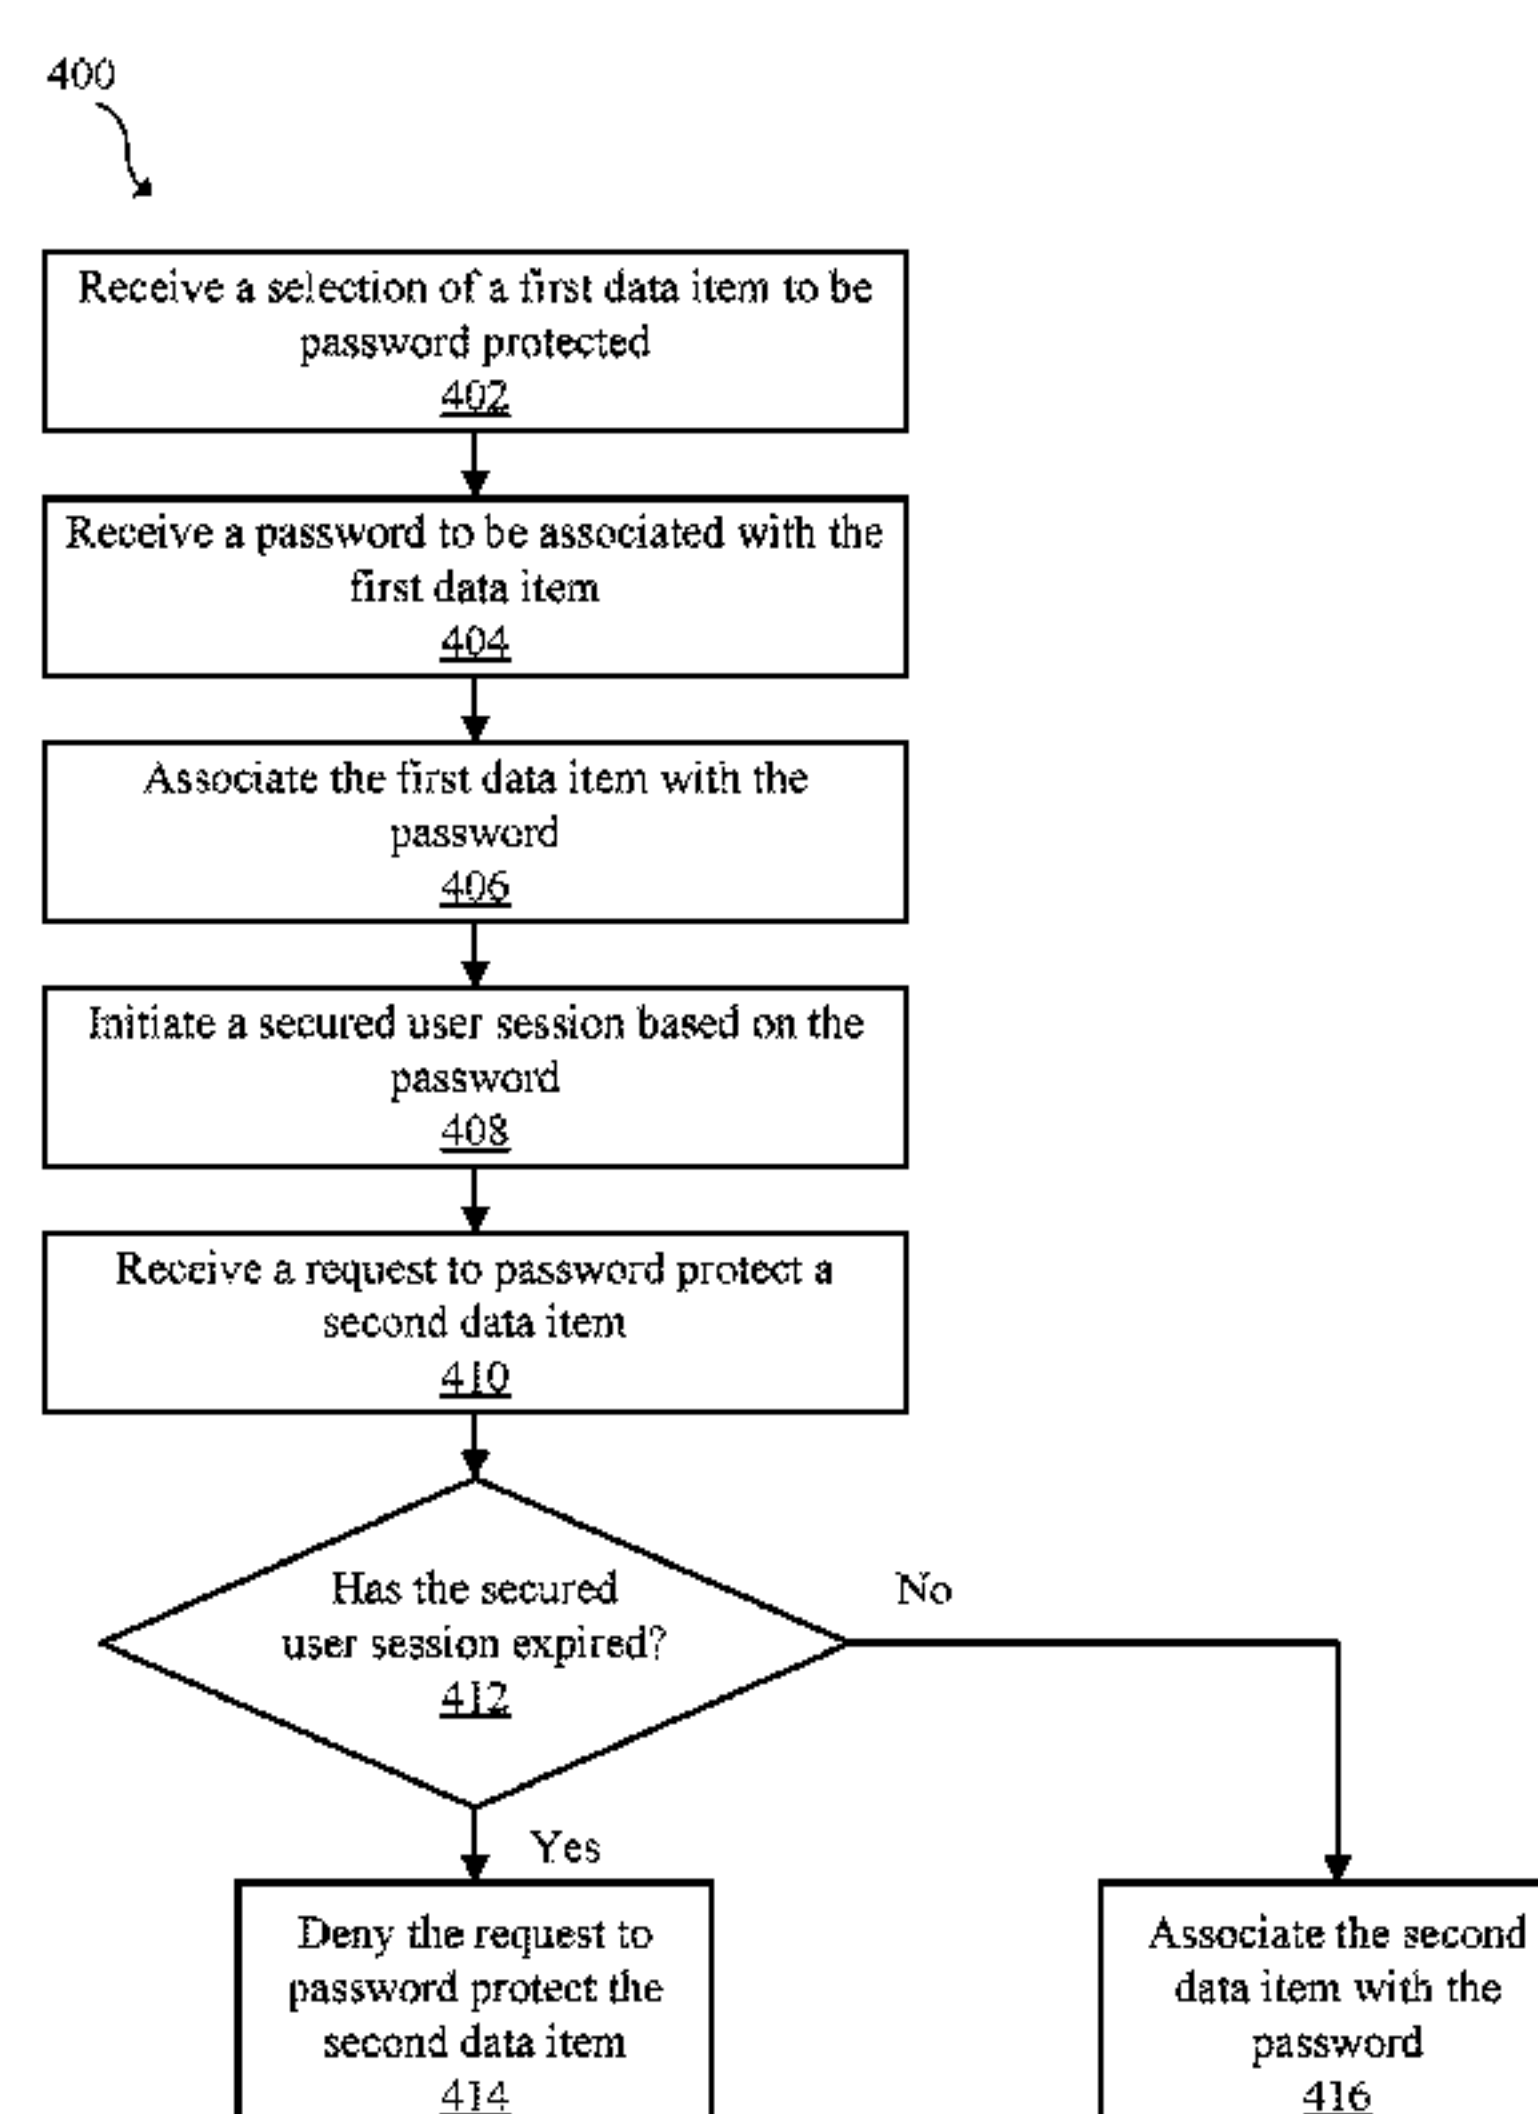 400
Receive a selection of a first data item to be
password protected
402
Receive a password to be associated with the
first data item
404
Associate the first data item with the
password
406
Initiate a secured user session based on the
password
408
Receive a request to password protect a
second data item
410
Has the secured
user session expired?
412
No
Yes
Deny the request to
password protect the
second data item
414
Associate the second
data item with the
password
416